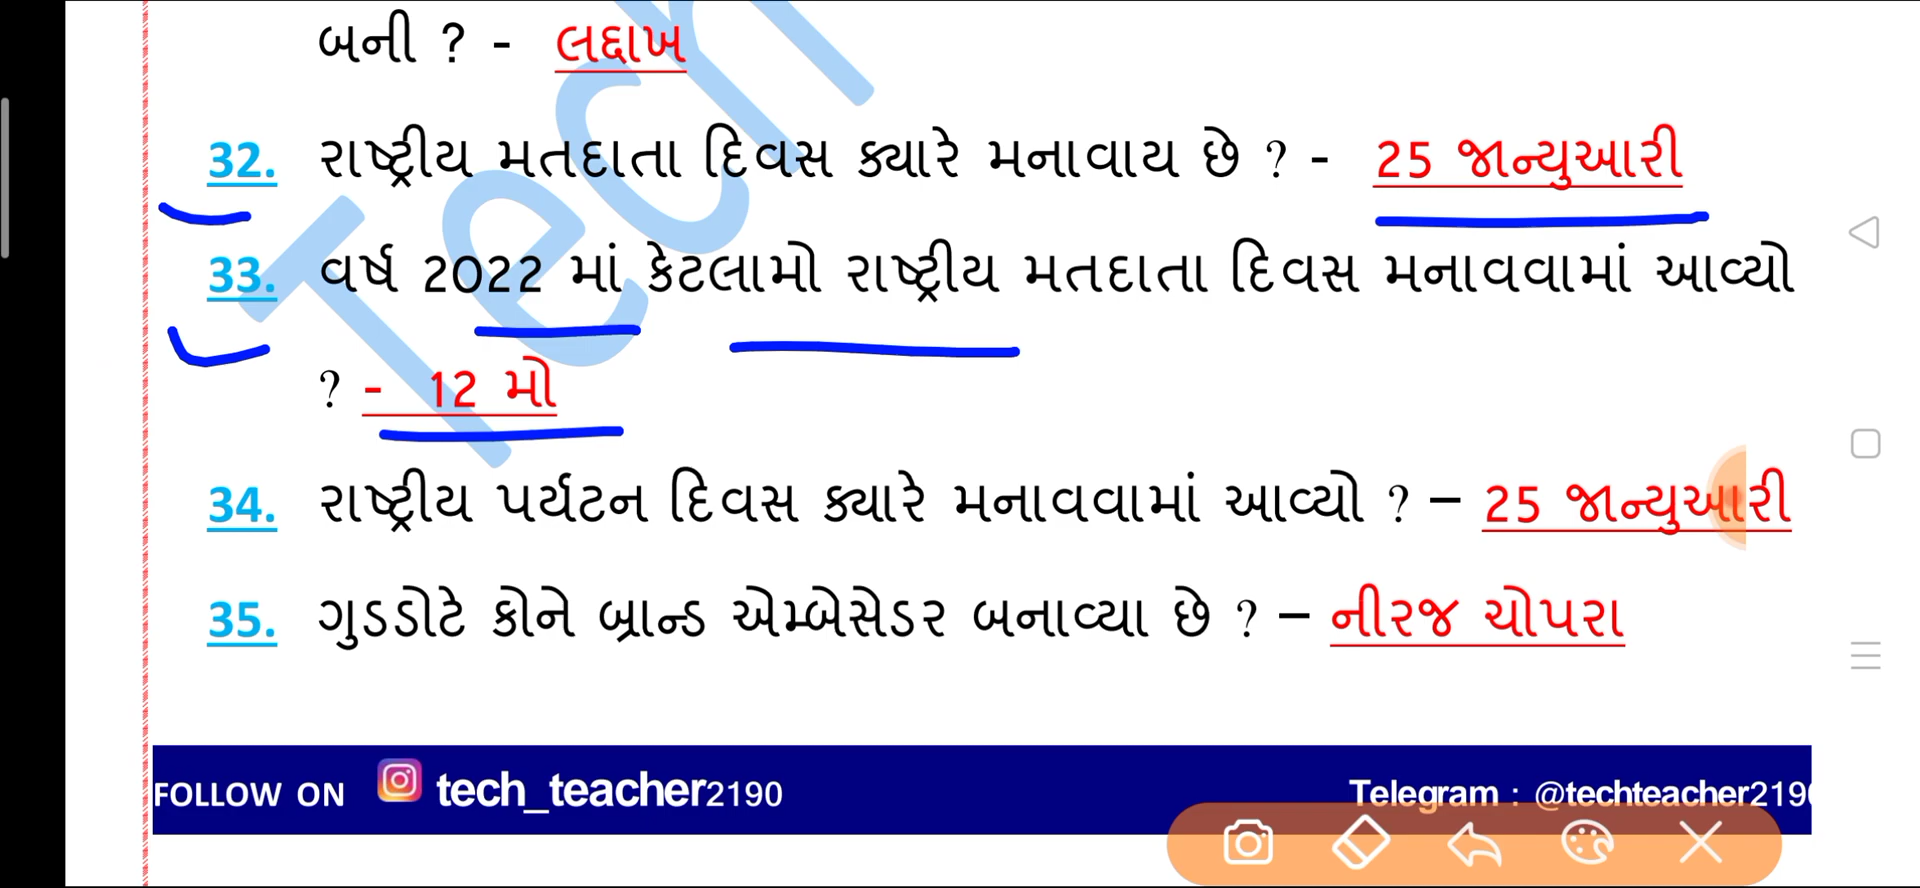 બની ? - લદ્દાખ
32. રાષ્ટ્રીય મતદાતા દિવસ ક્યારે મનાવાય છે ? - 25 જાન્યુઆરી
33. વર્ષ 2022 માં કેટલામો રાષ્ટ્રીય મતદાતા દિવસ મનાવવામાં આવ્યો
? - 12 મો
34. રાષ્ટ્રીય પર્યટન દિવસ ક્યારે મનાવવામાં આવ્યો ? – 25 જાન્યુઆરી
35. ગુડડોટે કોને બ્રાન્ડ એમ્બેસેડર બનાવ્યા છે ? – નીરજ ચોપરા
Tech
FOLLOW ON tech_teacher2190 Telegram : @techteacher2190